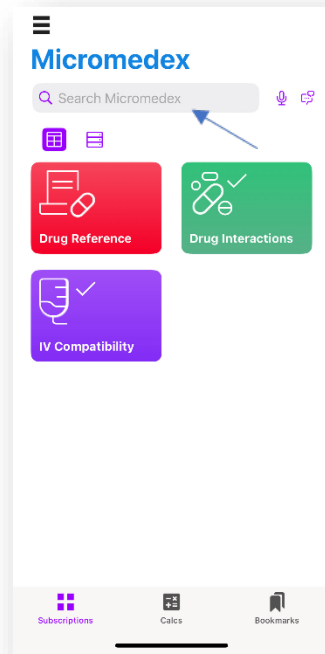 Micromedex
Search Micromedex
Drug Reference
Drug Interactions
IV Compatibility
Subscriptions
Calcs
Bookmarks